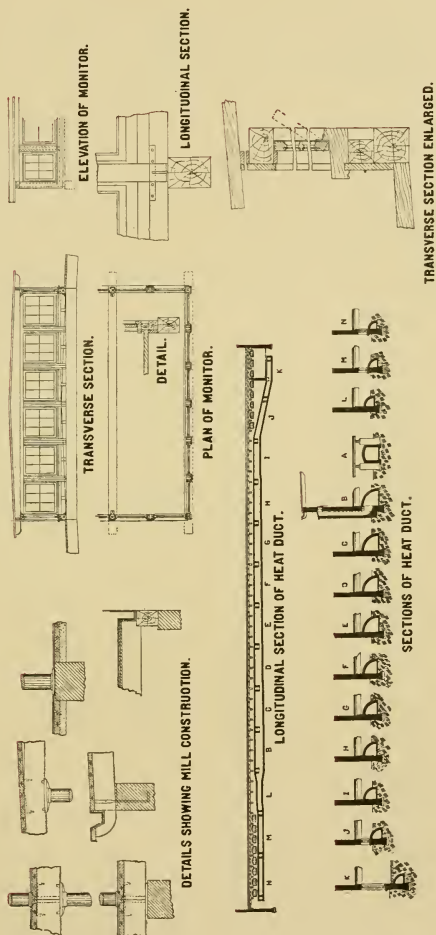 DETAILS SHOWING MILL CONSTRUCTION.
TRANSVERSE SECTION.
ELEVATION OF MONITOR.
DETAIL.
PLAN OF MONITOR.
LONGITUDINAL SECTION.
N M L B C D E F G H I J K
LONGITUDINAL SECTION OF HEAT DUCT.
K J I H G F E D C B A L M N
SECTIONS OF HEAT DUCT.
TRANSVERSE SECTION ENLARGED.